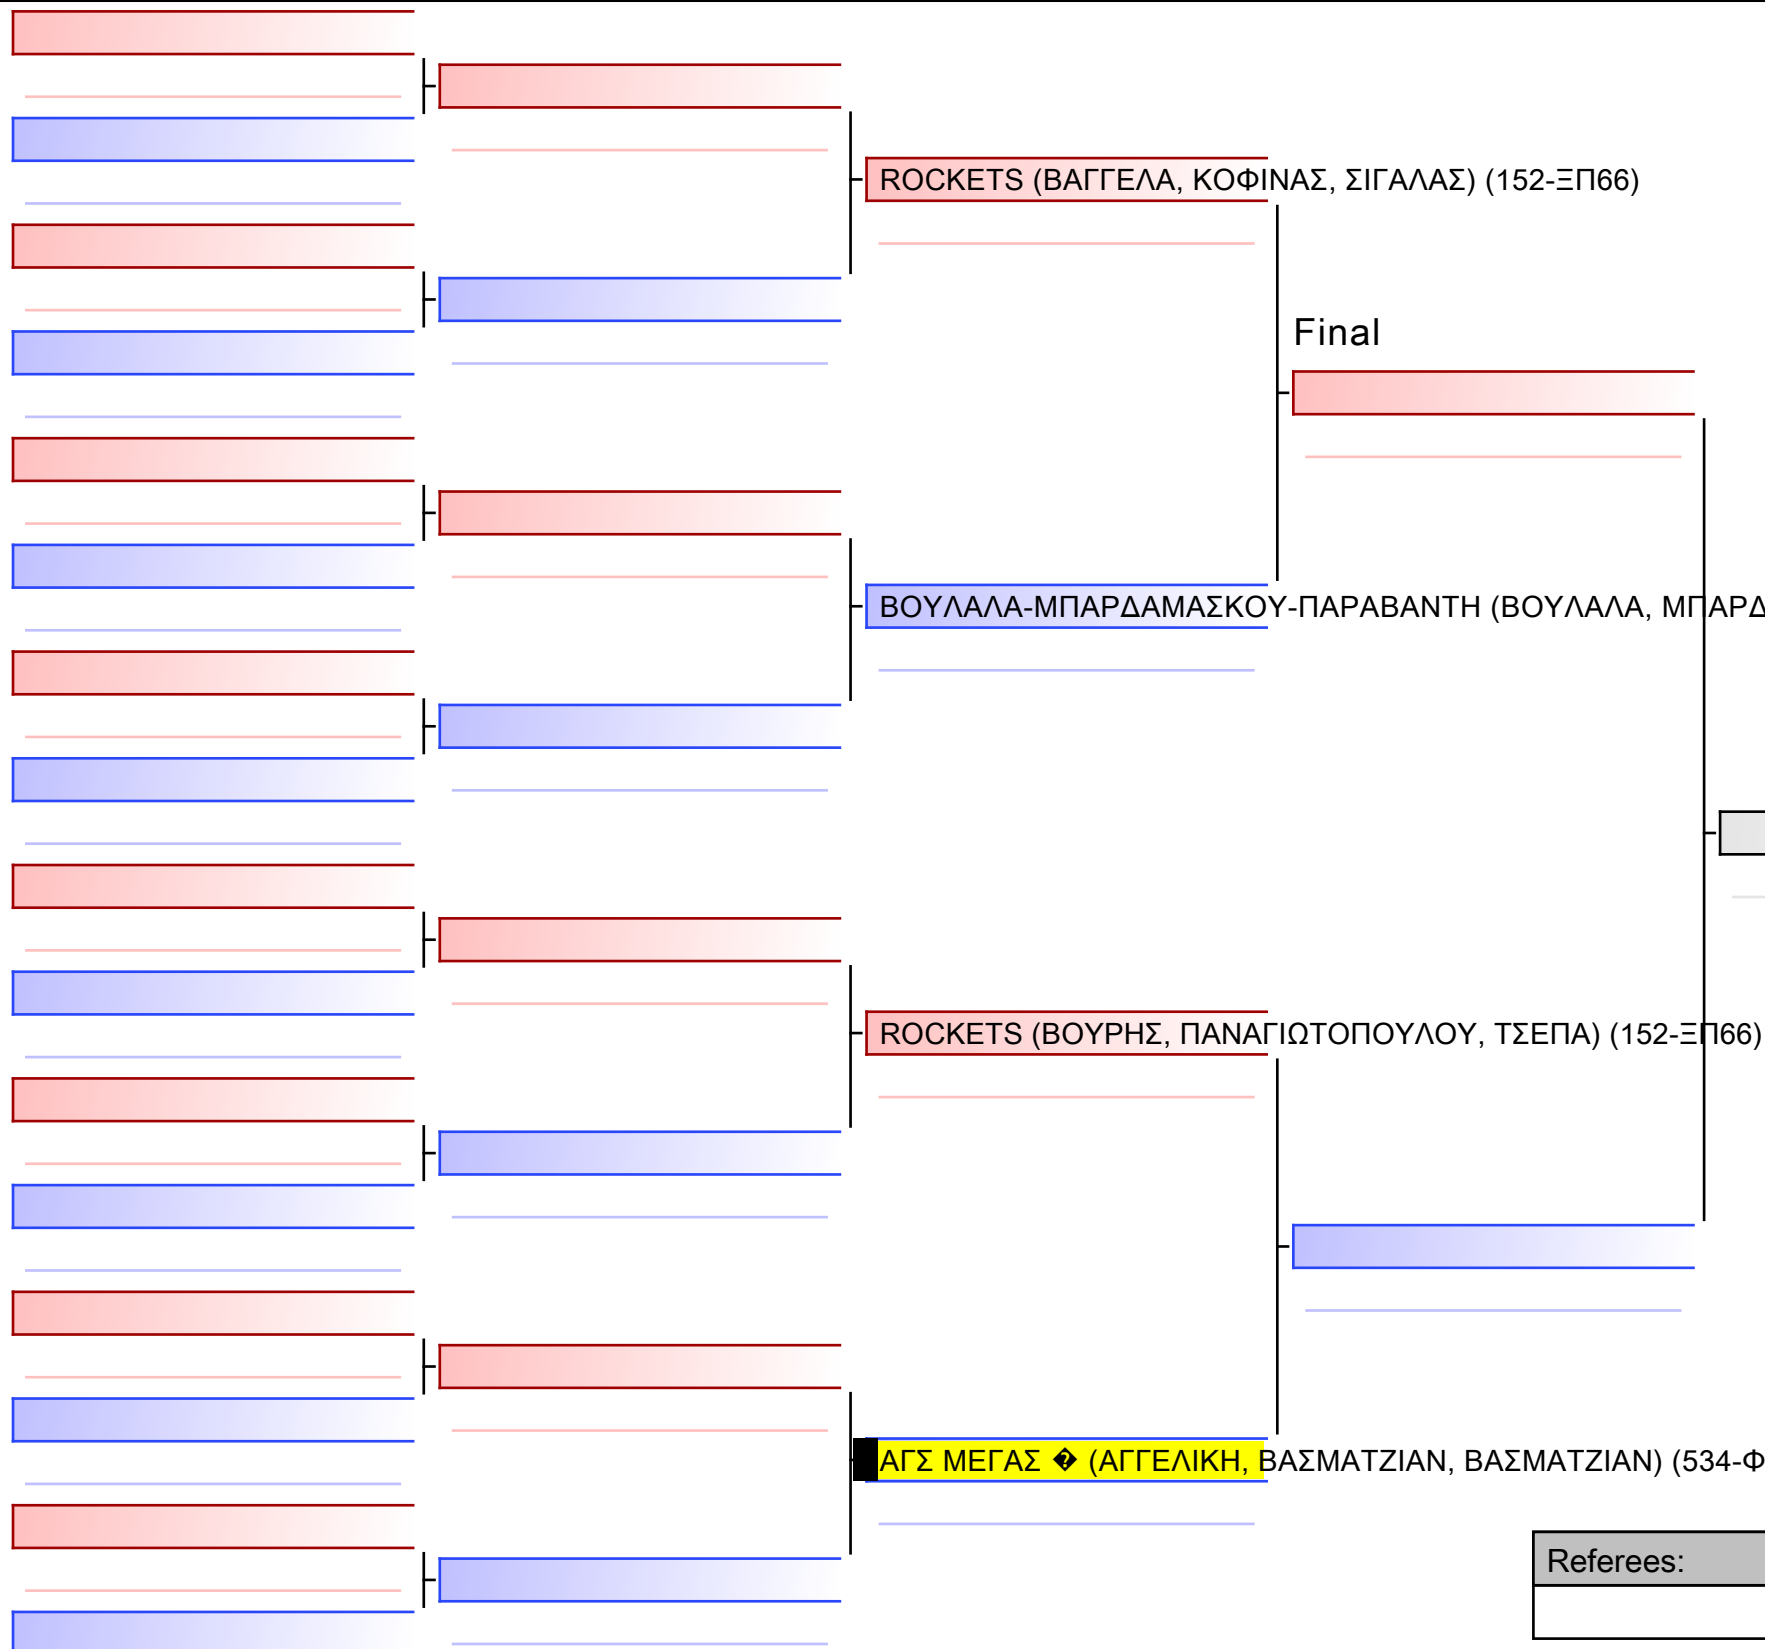 ROCKETS (ΒΑΓΓΕΛΑ, ΚΟΦΙΝΑΣ, ΣΙΓΑΛΑΣ) (152-ΞΠ66)
Final
ΒΟΥΛΑΛΑ-ΜΠΑΡΔΑΜΑΣΚΟΥ-ΠΑΡΑΒΑΝΤΗ (ΒΟΥΛΑΛΑ, ΜΠΑΡΔ
ROCKETS (ΒΟΥΡΗΣ, ΠΑΝΑΓΙΩΤΟΠΟΥΛΟΥ, ΤΣΕΠΑ) (152-ΞΠ66)
ΑΓΣ ΜΕΓΑΣ � (ΑΓΓΕΛΙΚΗ, ΒΑΣΜΑΤΖΙΑΝ, ΒΑΣΜΑΤΖΙΑΝ) (534-Φ
Referees: